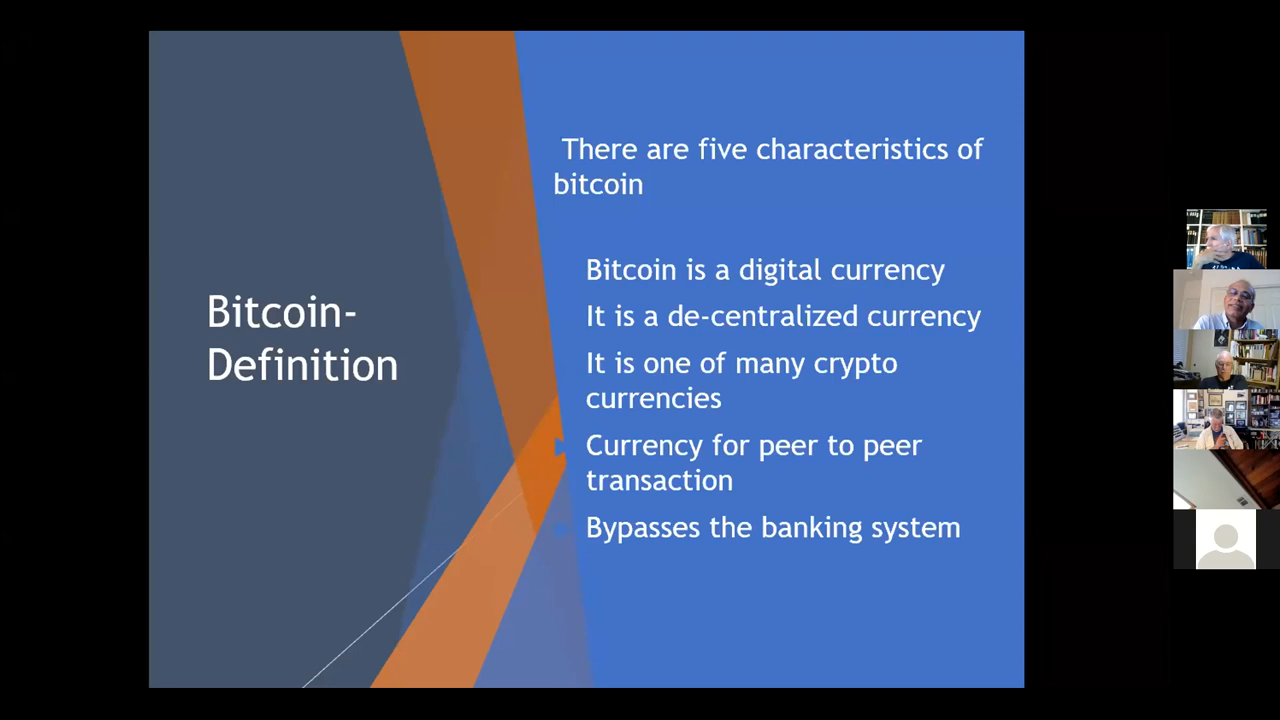 Bitcoin-
Definition
There are five characteristics of
bitcoin
Bitcoin is a digital currency
It is a de-centralized currency
It is one of many crypto
currencies
Currency for peer to peer
transaction
Bypasses the banking system